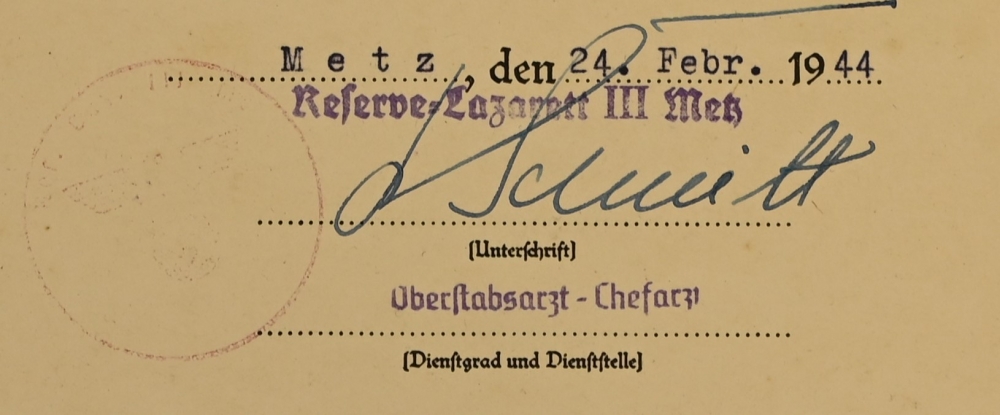 Metz, den 24. Febr. 1944
Reserve-Lazarett III Metz
Schmitt
(Unterschrift)
Oberstabsarzt - Chefarzt
(Dienstgrad und Dienststelle)